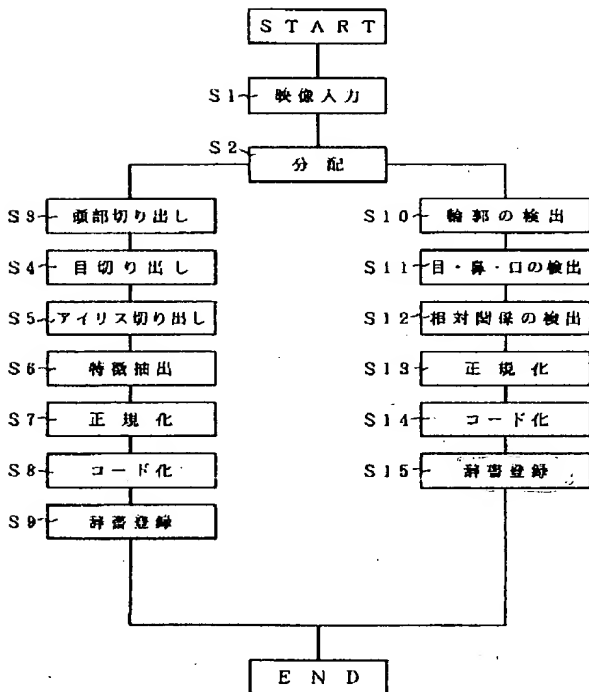 START
S1 映像入力
S2 分配
S3 頭部切り出し
S4 目切り出し
S5 アイリス切り出し
S6 特徴抽出
S7 正規化
S8 コード化
S9 辞書登録
S10 輪郭の検出
S11 目・鼻・口の検出
S12 相対関係の検出
S13 正規化
S14 コード化
S15 辞書登録
END